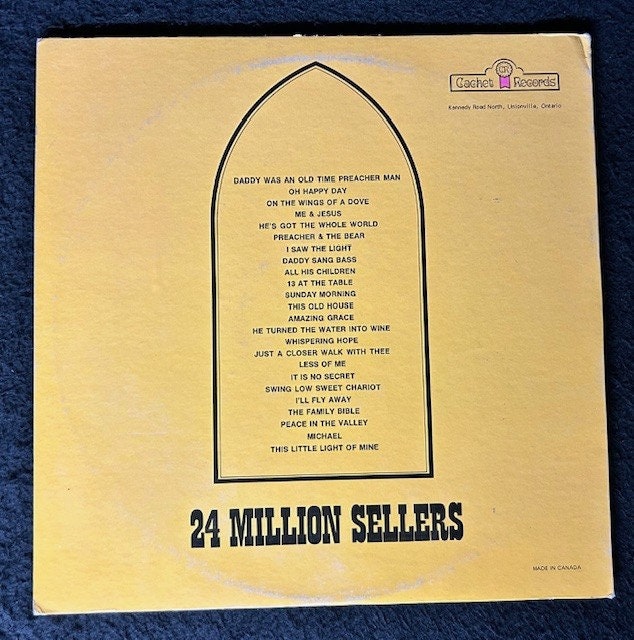 CR
Cachet Records
Kennedy Road North, Unionville, Ontario
DADDY WAS AN OLD TIME PREACHER MAN
OH HAPPY DAY
ON THE WINGS OF A DOVE
ME & JESUS
HE'S GOT THE WHOLE WORLD
PREACHER & THE BEAR
I SAW THE LIGHT
DADDY SANG BASS
ALL HIS CHILDREN
13 AT THE TABLE
SUNDAY MORNING
THIS OLD HOUSE
AMAZING GRACE
HE TURNED THE WATER INTO WINE
WHISPERING HOPE
JUST A CLOSER WALK WITH THEE
LESS OF ME
IT IS NO SECRET
SWING LOW SWEET CHARIOT
I'LL FLY AWAY
THE FAMILY BIBLE
PEACE IN THE VALLEY
MICHAEL
THIS LITTLE LIGHT OF MINE
24 MILLION SELLERS
MADE IN CANADA